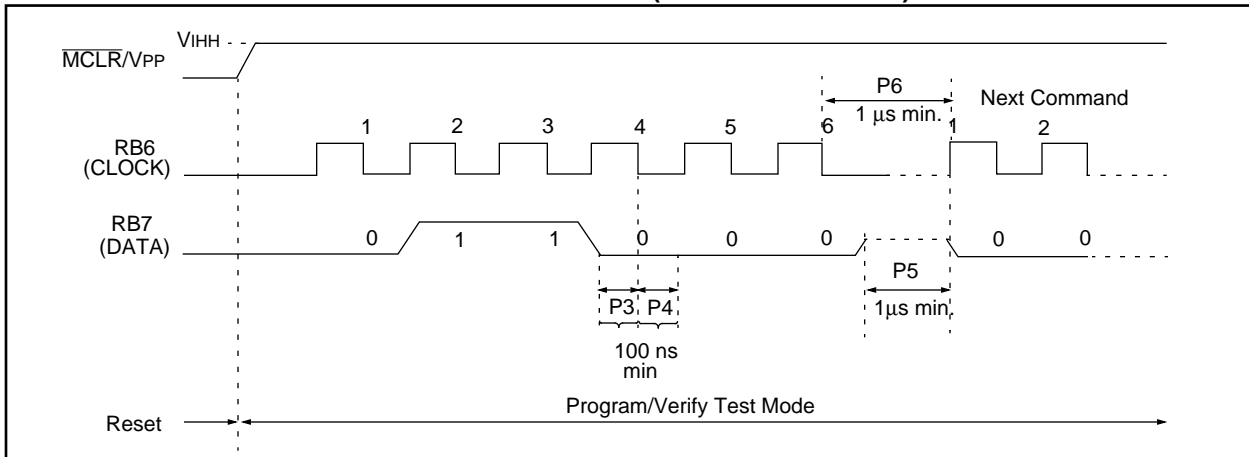 VIHH
MCLR/VPP
P6
1 µs min.
Next Command
1 2 3 4 5 6 1 2
RB6
(CLOCK)
RB7
(DATA)
0 1 1 0 0 0 0 0
P5
1µs min.
P3 P4
100 ns
min
Program/Verify Test Mode
Reset